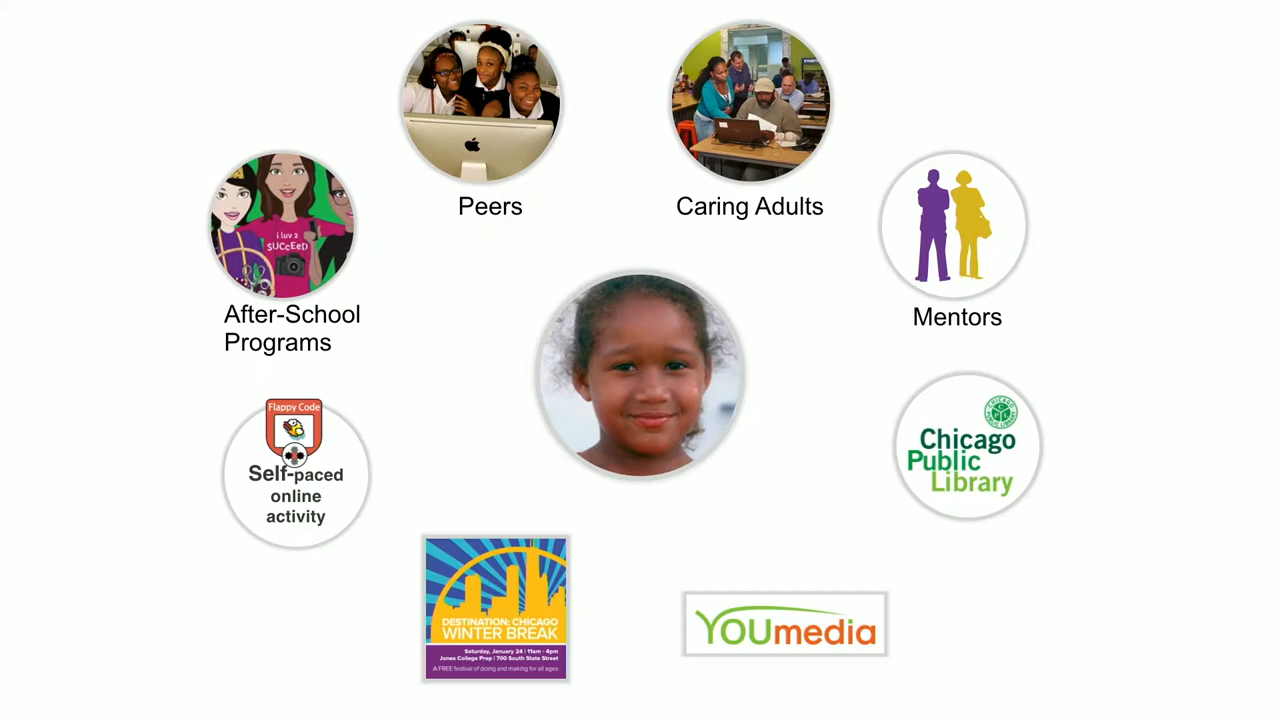 Peers
Caring Adults
i luv 2
SUCCEED
After-School
Programs
Mentors
Flappy Code
Self-paced
online
activity
Chicago
Public
Library
DESTINATION: CHICAGO
WINTER BREAK
Saturday, January 24 | 11am - 4pm
Jones College Prep | 700 South State Street
A FREE festival of doing and making for all ages.
YOUmedia